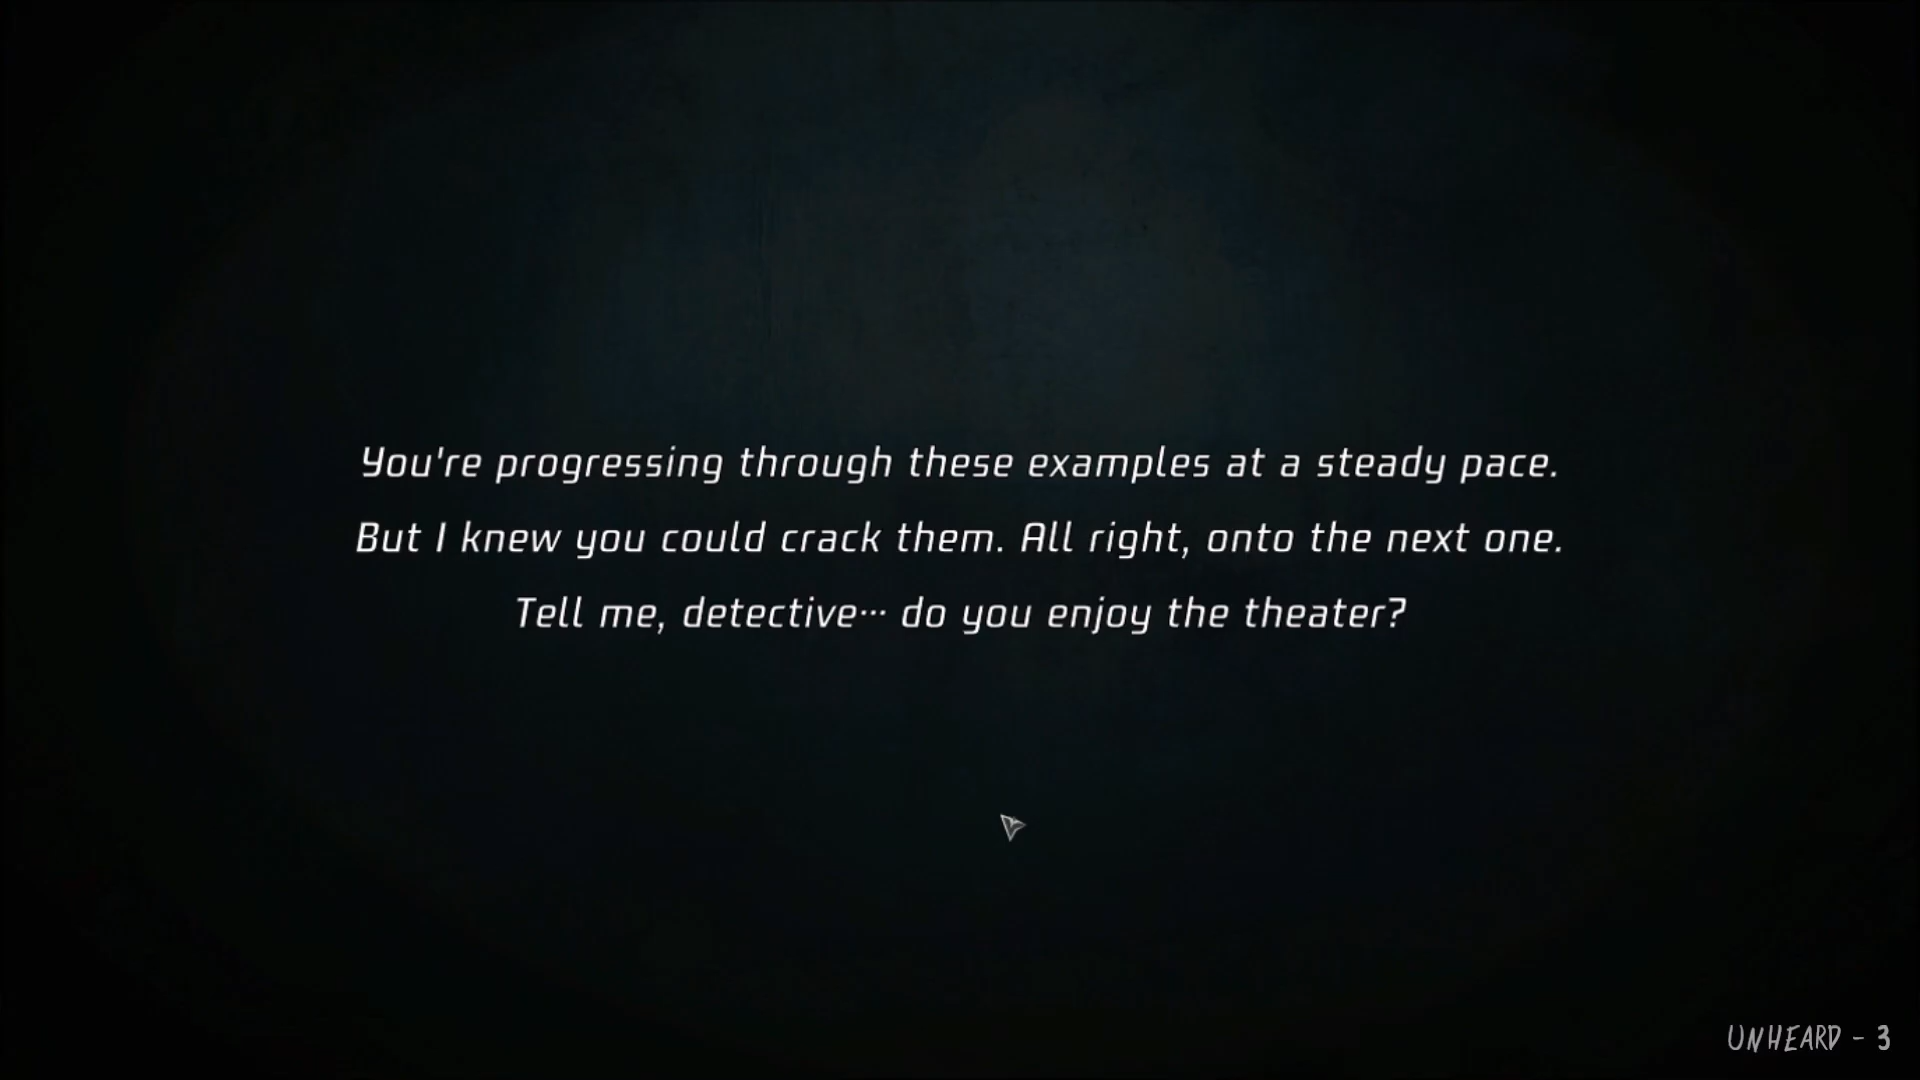 You're progressing through these examples at a steady pace.
But I knew you could crack them. All right, onto the next one.
Tell me, detective··· do you enjoy the theater?
UNHEARD - 3